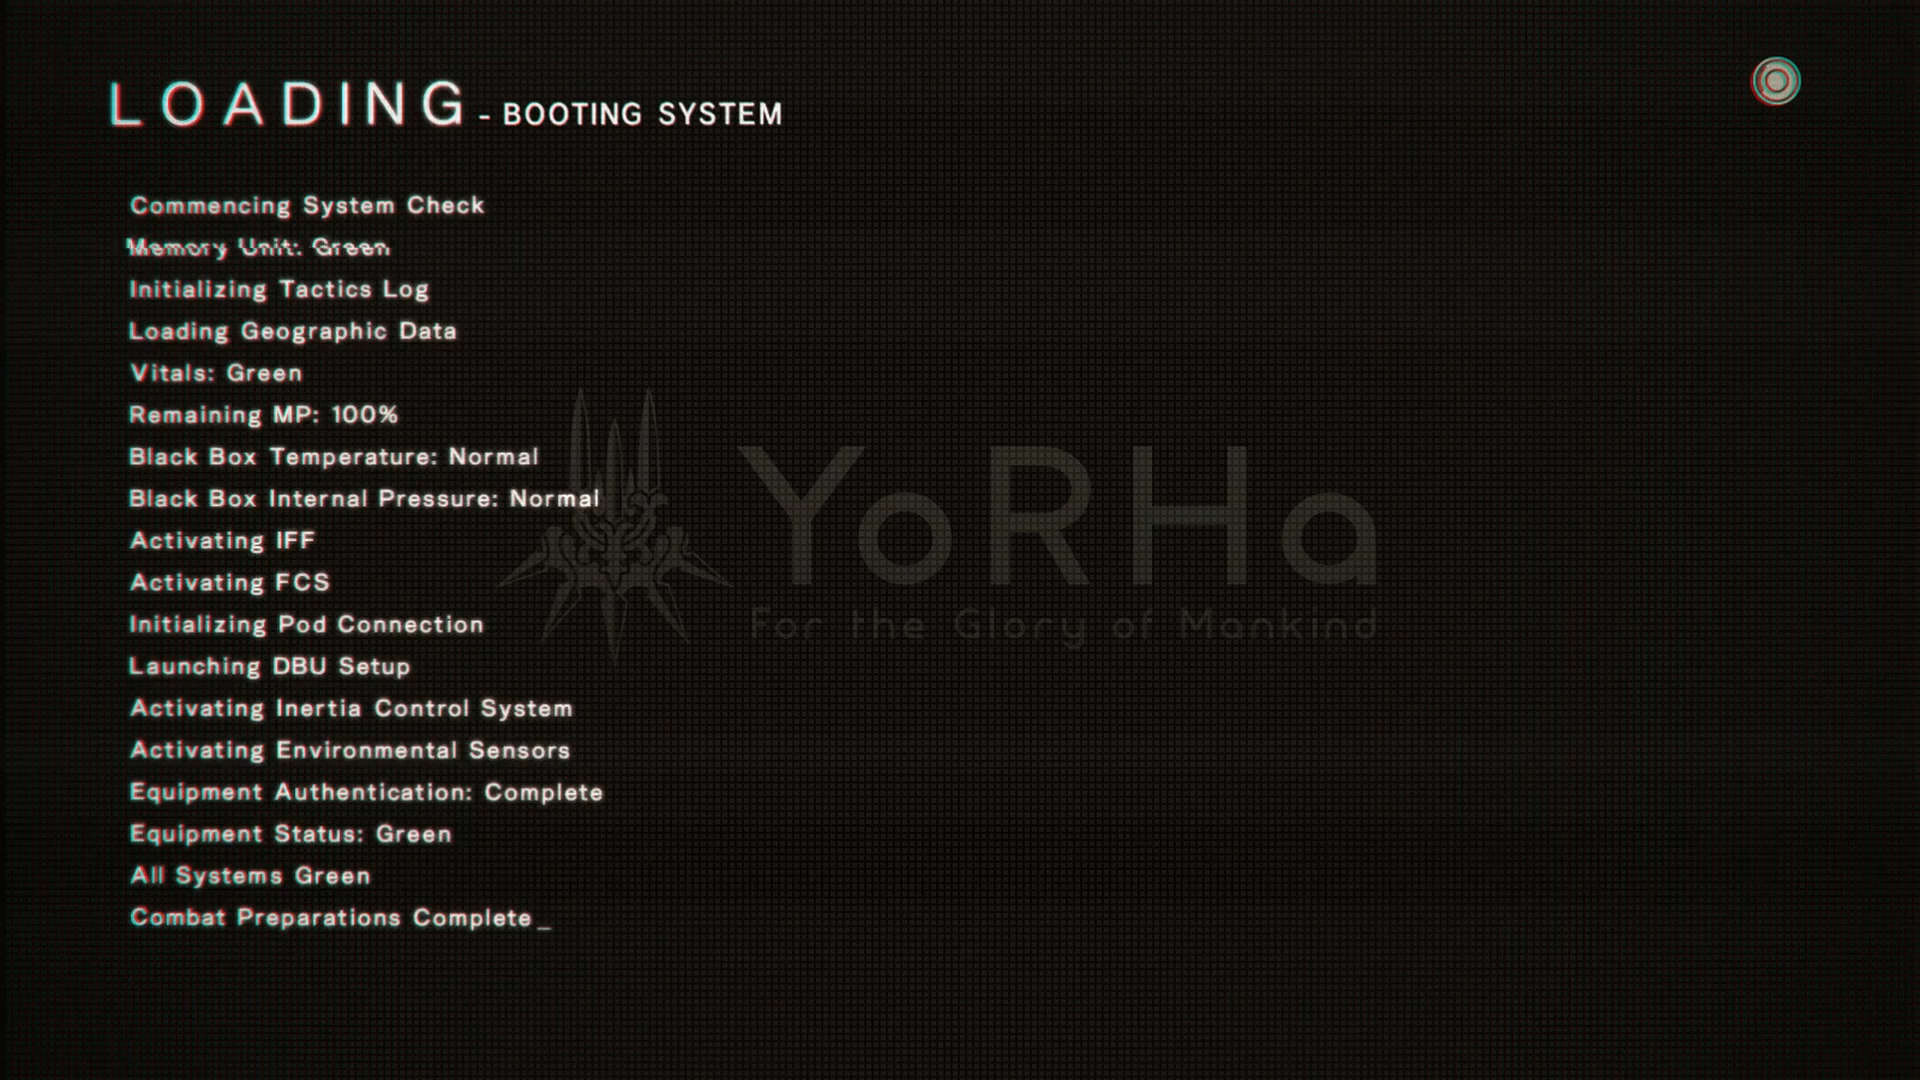 LOADING - BOOTING SYSTEM
Commencing System Check
Memory Unit: Green
Initializing Tactics Log
Loading Geographic Data
Vitals: Green
Remaining MP: 100%
Black Box Temperature: Normal
Black Box Internal Pressure: Normal
Activating IFF
Activating FCS
Initializing Pod Connection
Launching DBU Setup
Activating Inertia Control System
Activating Environmental Sensors
Equipment Authentication: Complete
Equipment Status: Green
All Systems Green
Combat Preparations Complete _
YoRHa
For the Glory of Mankind